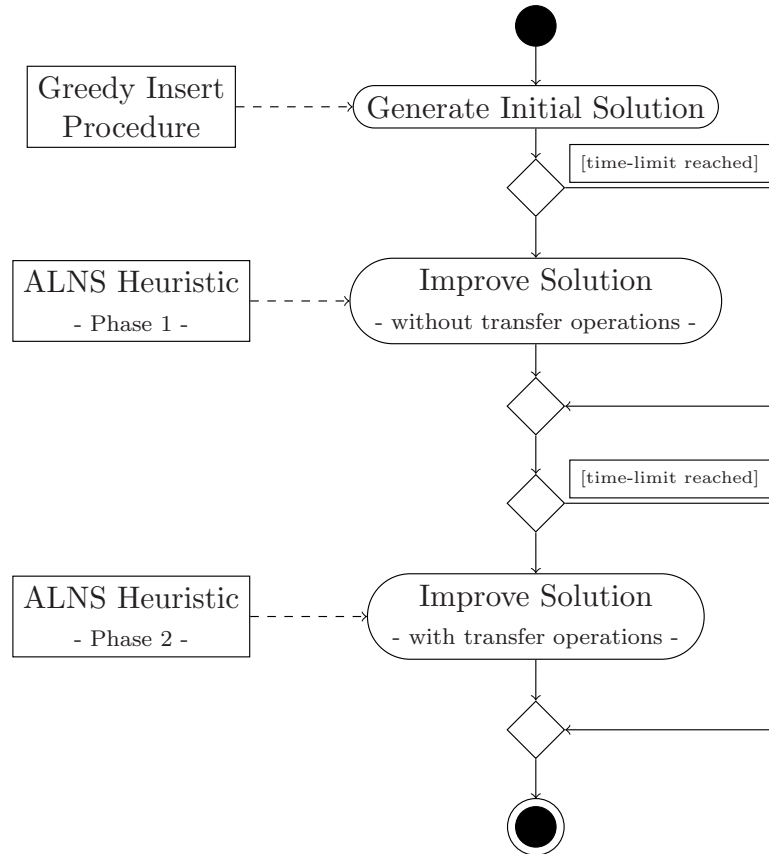 Greedy Insert
Procedure
Generate Initial Solution
[time-limit reached]
ALNS Heuristic
- Phase 1 -
Improve Solution
- without transfer operations -
[time-limit reached]
ALNS Heuristic
- Phase 2 -
Improve Solution
- with transfer operations -